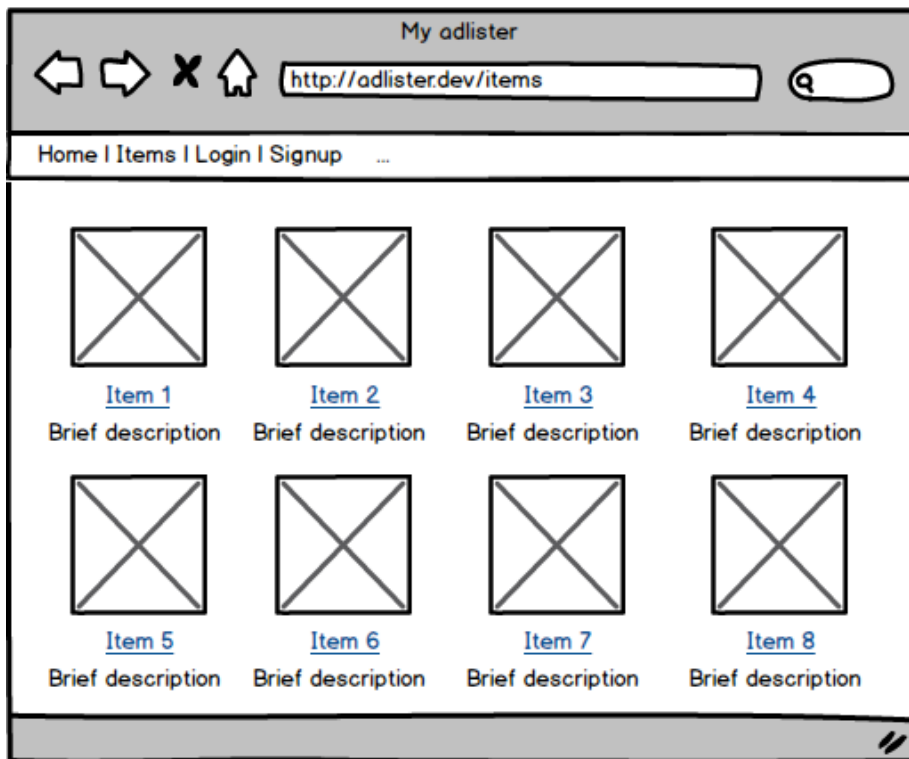 My adlister
http://adlister.dev/items
Home | Items | Login | Signup ...
Item 1 Item 2 Item 3 Item 4
Brief description Brief description Brief description Brief description
Item 5 Item 6 Item 7 Item 8
Brief description Brief description Brief description Brief description